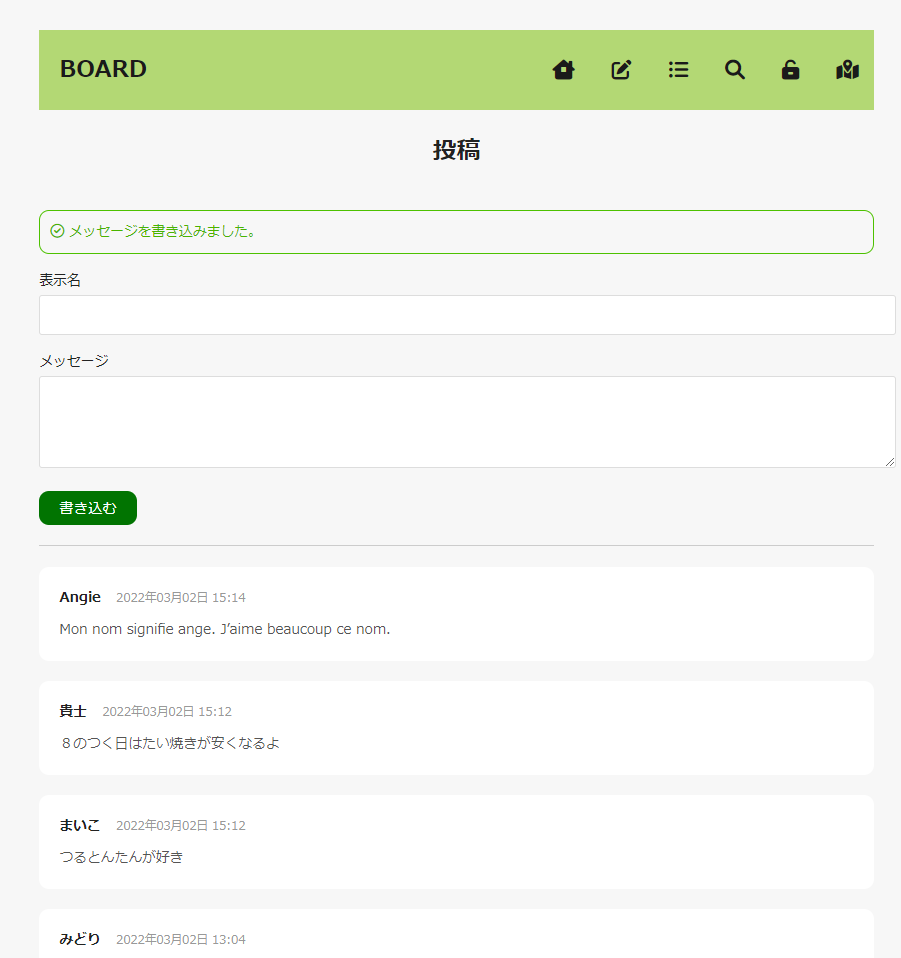 BOARD
投稿
メッセージを書き込みました。
表示名
メッセージ
書き込む
Angie 2022年03月02日 15:14
Mon nom signifie ange. J’aime beaucoup ce nom.
貴士 2022年03月02日 15:12
８のつく日はたい焼きが安くなるよ
まいこ 2022年03月02日 15:12
つるとんたんが好き
みどり 2022年03月02日 13:04